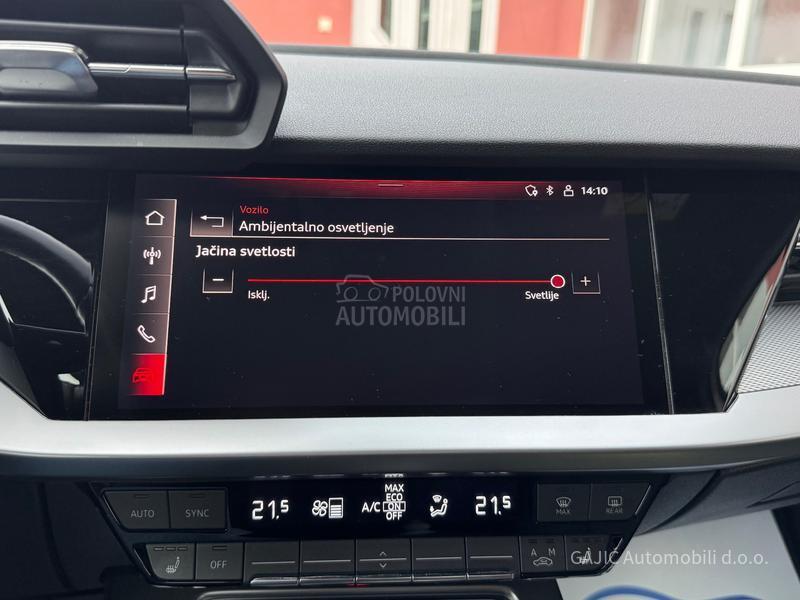 14:10
Vozilo
Ambijentalno osvetljenje
Jačina svetlosti
Isklj.
Svetlije
POLOVNI
AUTOMOBILI
AUTO
SYNC
21.5
A/C
MAX
ECO
ON
OFF
21.5
MAX
REAR
OFF
A M
GAJIĆ Automobili d.o.o.